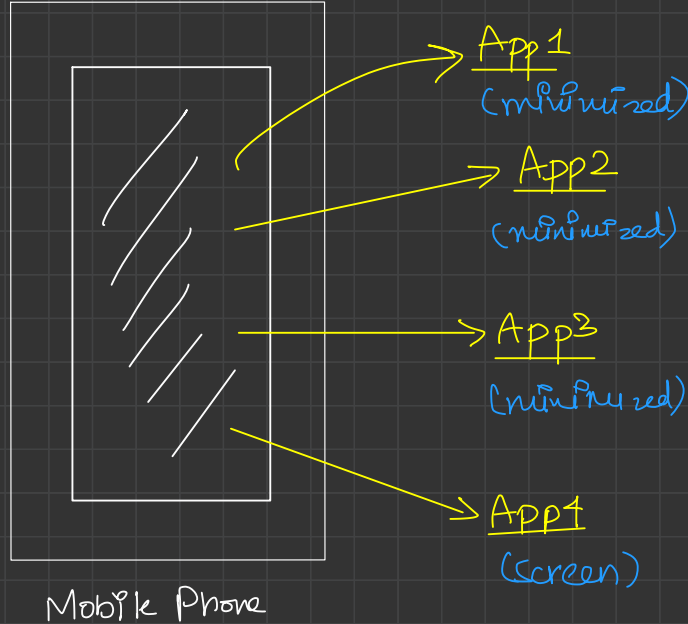 App1
(minimized)
App2
(minimized)
App3
(minimized)
App4
(screen)
Mobile Phone